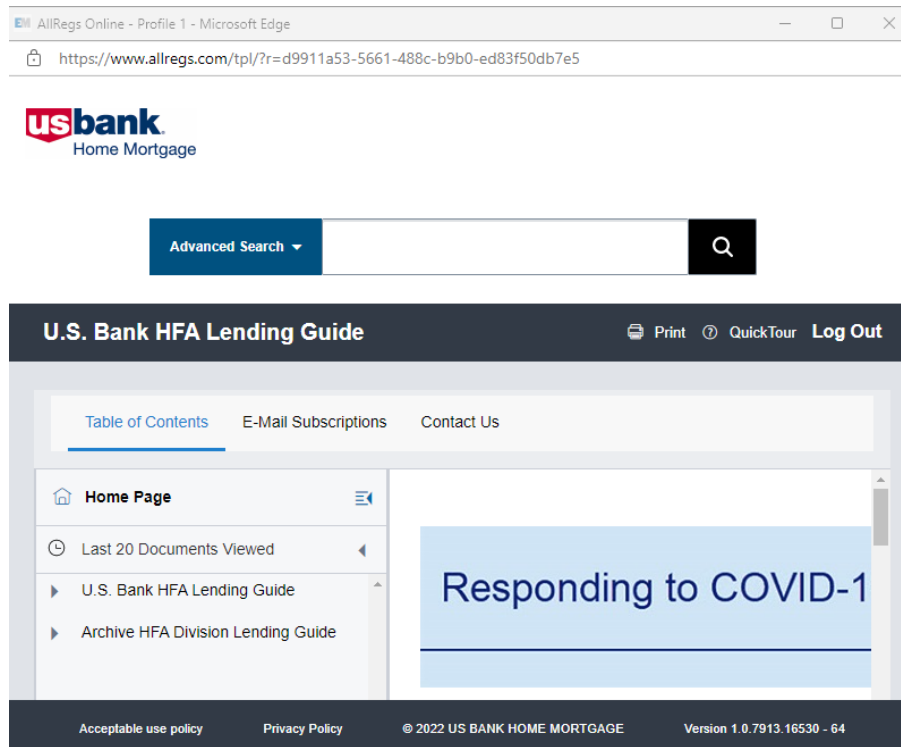 AllRegs Online - Profile 1 - Microsoft Edge
https://www.allregs.com/tpl/?r=d9911a53-5661-488c-b9b0-ed83f50db7e5
usbank.
Home Mortgage
Advanced Search
U.S. Bank HFA Lending Guide Print QuickTour Log Out
Table of Contents E-Mail Subscriptions Contact Us
Home Page
Last 20 Documents Viewed
U.S. Bank HFA Lending Guide
Archive HFA Division Lending Guide
Responding to COVID-1
Acceptable use policy Privacy Policy © 2022 US BANK HOME MORTGAGE Version 1.0.7913.16530 - 64